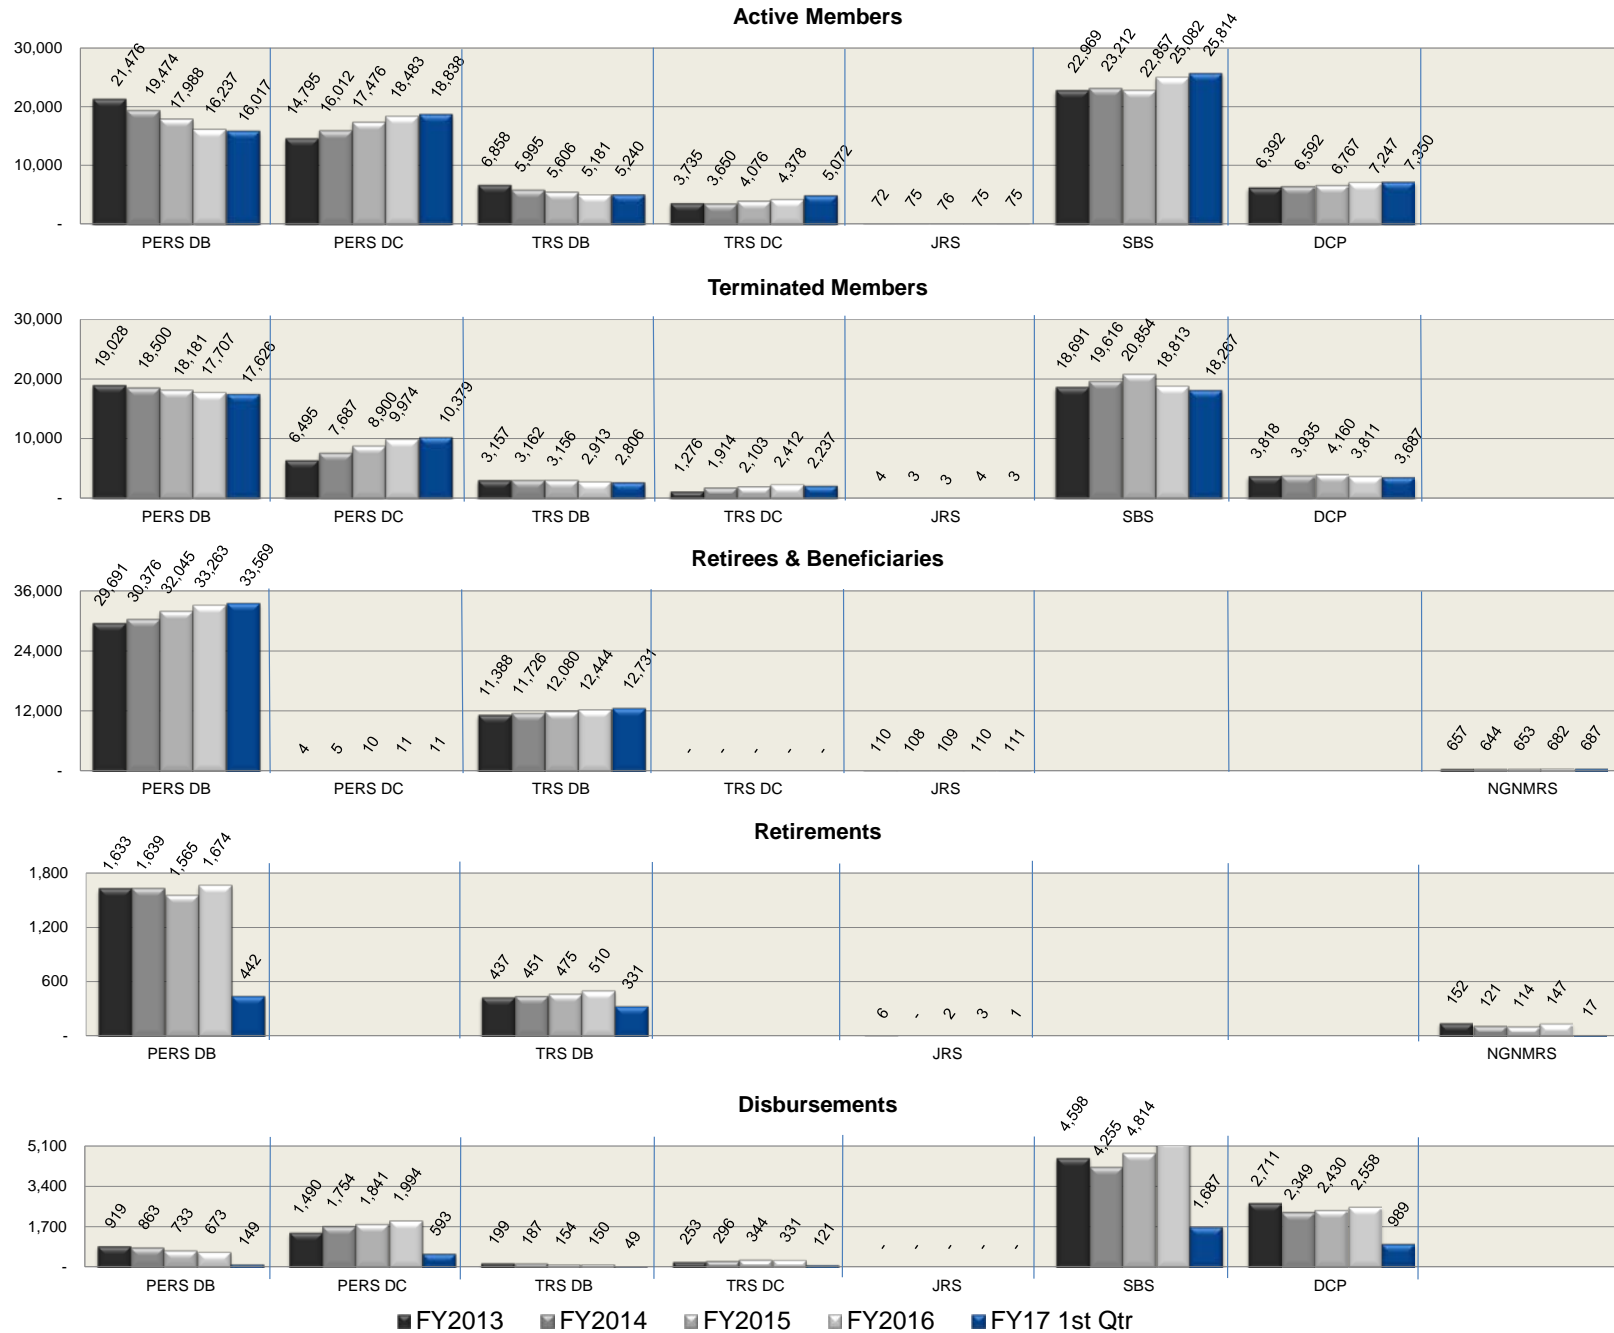 Active Members
30,000
20,000
10,000
-
21,476 19,474 17,988 16,237 16,017
14,795 16,012 17,476 18,483 18,838
6,858 5,995 5,606 5,181 5,240
3,735 3,650 4,076 4,378 5,072
72 75 76 75 75
22,969 23,212 22,857 25,082 25,814
6,392 6,592 6,767 7,247 7,350
PERS DB PERS DC TRS DB TRS DC JRS SBS DCP
Terminated Members
30,000
20,000
10,000
-
19,028 18,500 18,181 17,707 17,626
6,495 7,687 8,900 9,974 10,379
3,157 3,162 3,156 2,913 2,806
1,276 1,914 2,103 2,412 2,237
4 3 3 4 3
18,691 19,616 20,854 18,813 18,267
3,818 3,935 4,160 3,811 3,687
PERS DB PERS DC TRS DB TRS DC JRS SBS DCP
Retirees & Beneficiaries
36,000
24,000
12,000
-
29,691 30,376 32,045 33,263 33,569
4 5 10 11 11
11,388 11,726 12,080 12,444 12,731
- - - - -
110 108 109 110 111
657 644 653 682 687
PERS DB PERS DC TRS DB TRS DC JRS NGNMRS
Retirements
1,800
1,200
600
-
1,633 1,639 1,565 1,674 442
437 451 475 510 331
6 - 2 3 1
152 121 114 147 17
PERS DB TRS DB JRS NGNMRS
Disbursements
5,100
3,400
1,700
-
919 863 733 673 149
1,490 1,754 1,841 1,994 593
199 187 154 150 49
253 296 344 331 121
- - - - -
4,598 4,255 4,814 1,687
2,711 2,349 2,430 2,558 989
PERS DB PERS DC TRS DB TRS DC JRS SBS DCP
FY2013 FY2014 FY2015 FY2016 FY17 1st Qtr